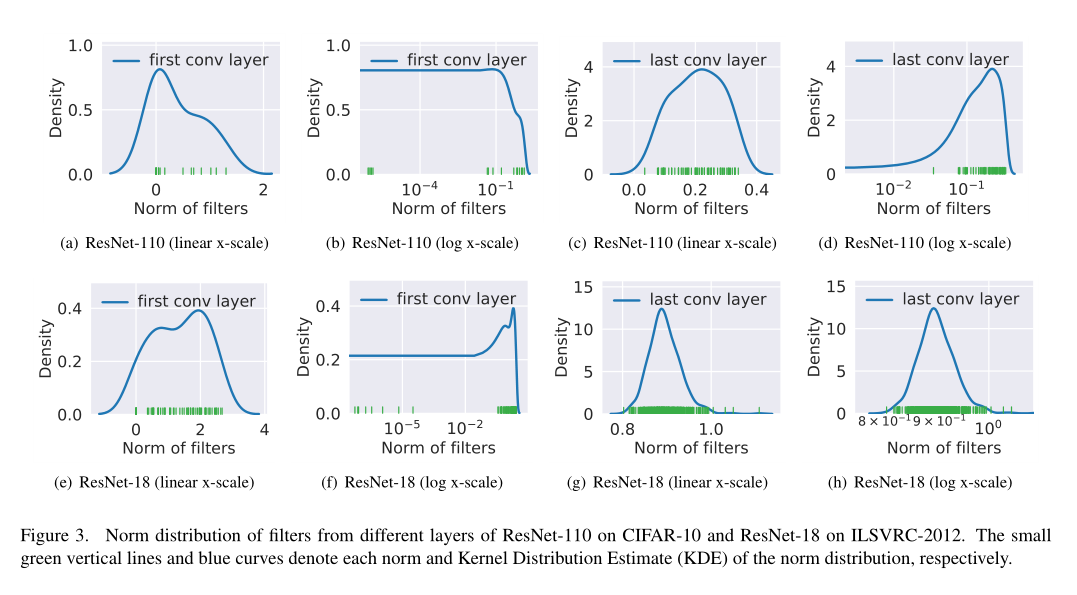 1.0
first conv layer
Density
0.5
0.0
0
2
Norm of filters
(a) ResNet-110 (linear x-scale)
1.0
first conv layer
Density
0.5
0.0
10⁻⁴
10⁻¹
Norm of filters
(b) ResNet-110 (log x-scale)
last conv layer
4
Density
2
0
0.0
0.2
0.4
Norm of filters
(c) ResNet-110 (linear x-scale)
last conv layer
4
Density
2
0
10⁻²
10⁻¹
Norm of filters
(d) ResNet-110 (log x-scale)
first conv layer
0.4
Density
0.2
0.0
0
2
4
Norm of filters
(e) ResNet-18 (linear x-scale)
first conv layer
0.4
Density
0.2
0.0
10⁻⁵
10⁻²
Norm of filters
(f) ResNet-18 (log x-scale)
15
last conv layer
10
Density
5
0
0.8
1.0
Norm of filters
(g) ResNet-18 (linear x-scale)
15
last conv layer
10
Density
5
0
8 × 10⁻¹
9 × 10⁻¹
10⁰
Norm of filters
(h) ResNet-18 (log x-scale)
Figure 3. Norm distribution of filters from different layers of ResNet-110 on CIFAR-10 and ResNet-18 on ILSVRC-2012. The small
green vertical lines and blue curves denote each norm and Kernel Distribution Estimate (KDE) of the norm distribution, respectively.